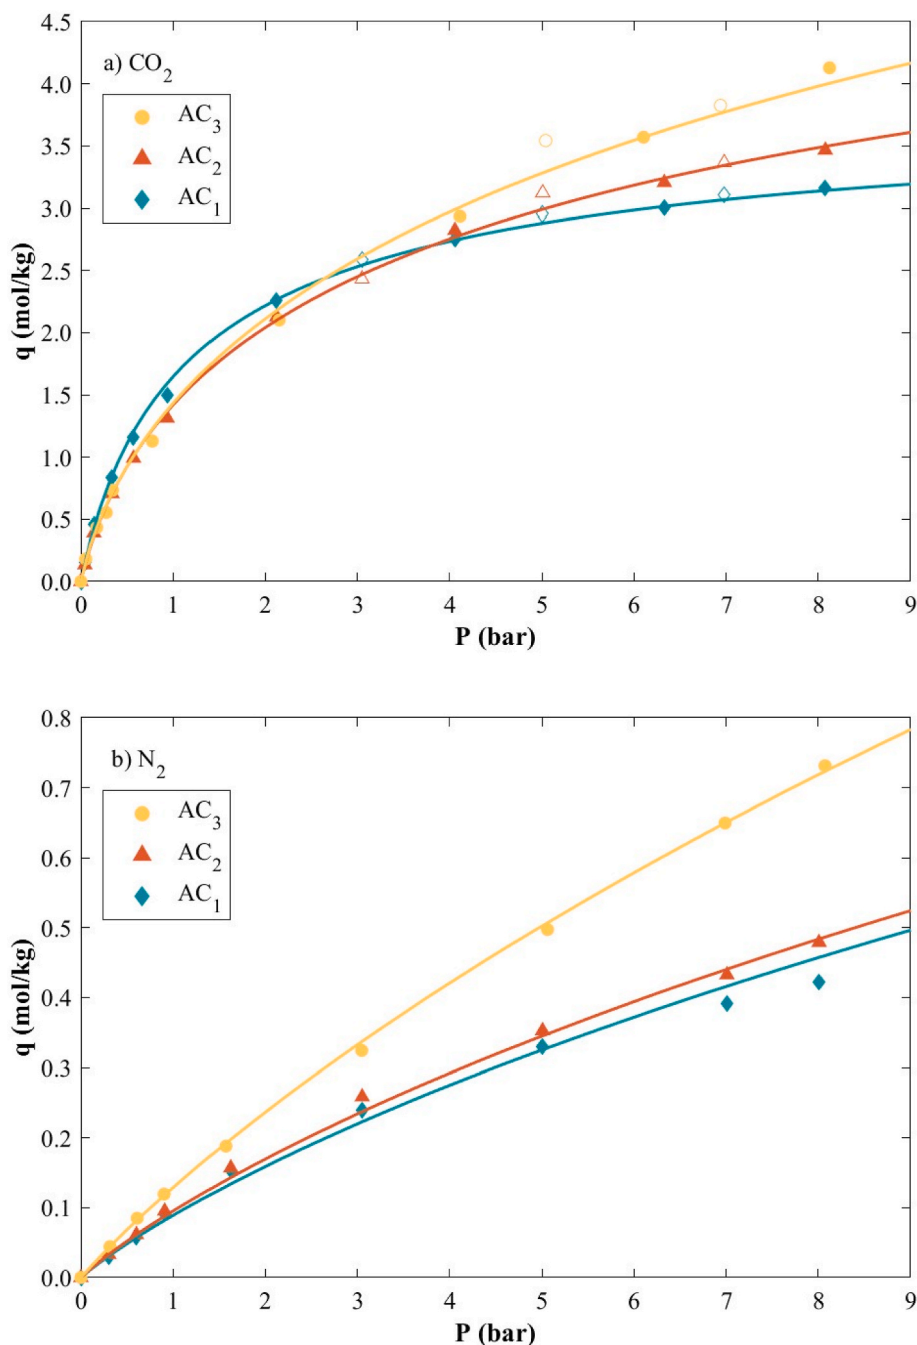 a) CO₂
AC₃
AC₂
AC₁
4.5
4.0
3.5
3.0
2.5
2.0
1.5
1.0
0.5
0.0
q (mol/kg)
0 1 2 3 4 5 6 7 8 9
P (bar)
b) N₂
AC₃
AC₂
AC₁
0.8
0.7
0.6
0.5
0.4
0.3
0.2
0.1
0.0
q (mol/kg)
0 1 2 3 4 5 6 7 8 9
P (bar)